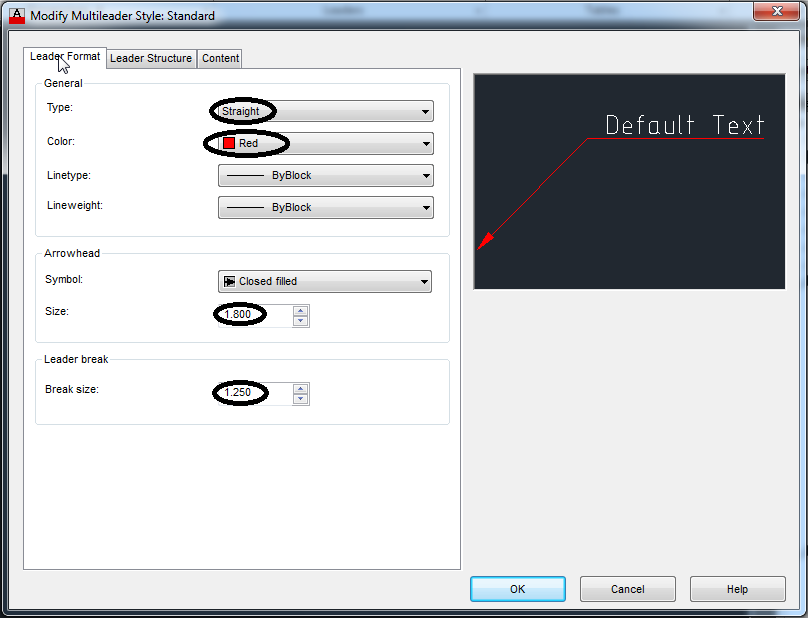 Modify Multileader Style: Standard
Leader Format
Leader Structure
Content
General
Type:
Straight
Color:
Red
Linetype:
ByBlock
Lineweight:
ByBlock
Arrowhead
Symbol:
Closed filled
Size:
1.800
Leader break
Break size:
1.250
Default Text
OK
Cancel
Help